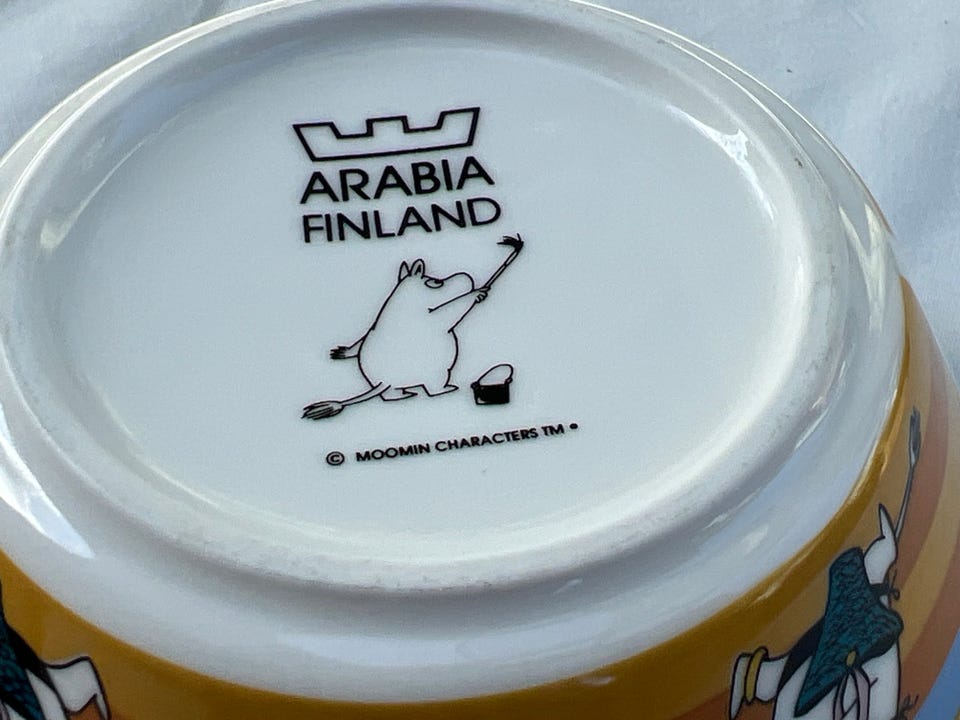 ARABIA
FINLAND
© MOOMIN CHARACTERS TM •